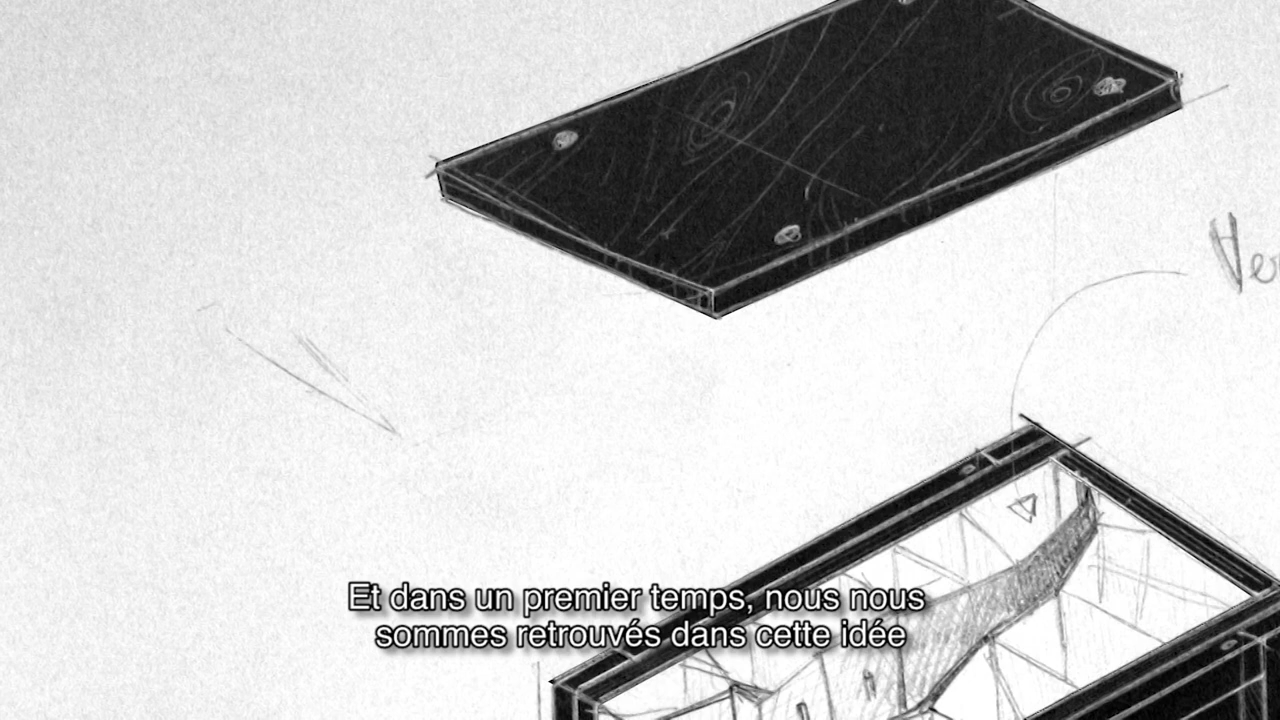 Et dans un premier temps, nous nous
sommes retrouvés dans cette idée